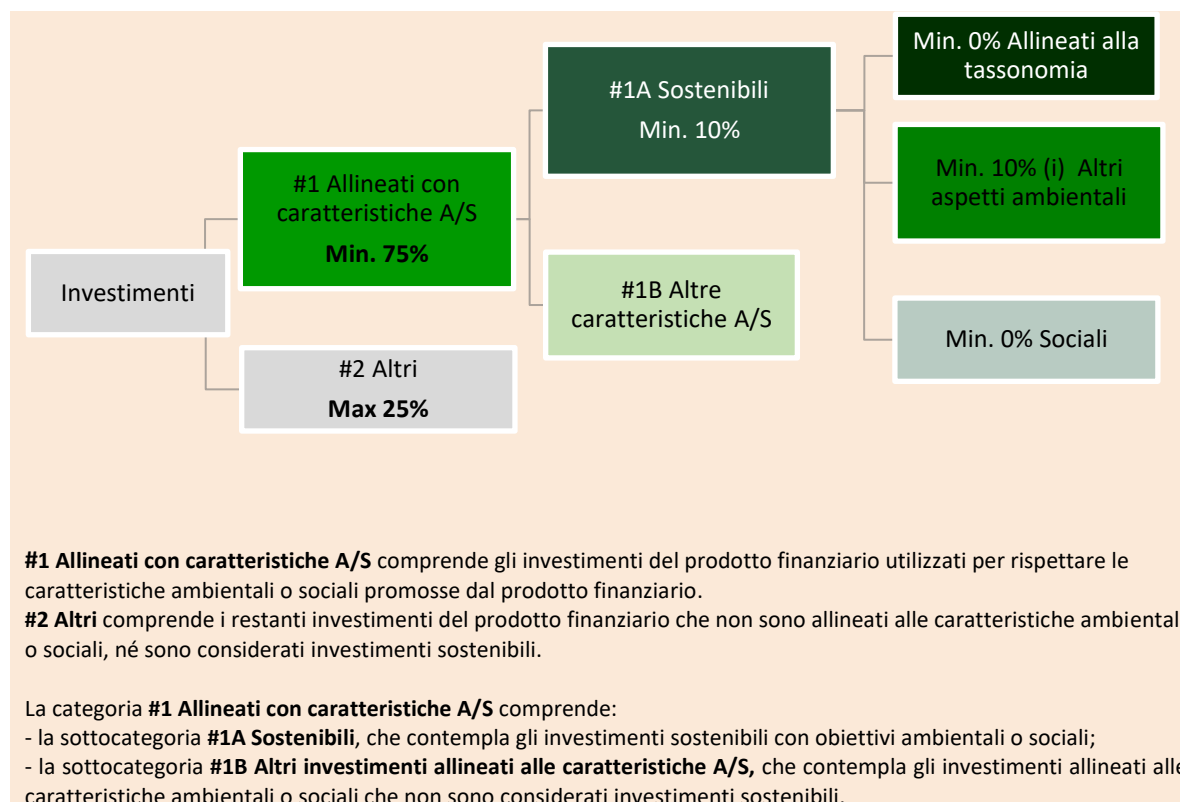 Min. 0% Allineati alla
tassonomia
#1A Sostenibili
Min. 10%
Min. 10% (i) Altri
aspetti ambientali
#1 Allineati con
caratteristiche A/S
Min. 75%
Investimenti
#1B Altre
caratteristiche A/S
Min. 0% Sociali
#2 Altri
Max 25%
#1 Allineati con caratteristiche A/S comprende gli investimenti del prodotto finanziario utilizzati per rispettare le
caratteristiche ambientali o sociali promosse dal prodotto finanziario.
#2 Altri comprende i restanti investimenti del prodotto finanziario che non sono allineati alle caratteristiche ambental
o sociali, né sono considerati investimenti sostenibili.
La categoria #1 Allineati con caratteristiche A/S comprende:
- la sottocategoria #1A Sostenibili, che contempla gli investimenti sostenibili con obiettivi ambientali o sociali;
- la sottocategoria #1B Altri investimenti allineati alle caratteristiche A/S, che contempla gli investimenti allineati alle
caratteristiche ambientali o sociali che non sono considerati investimenti sostenibili.